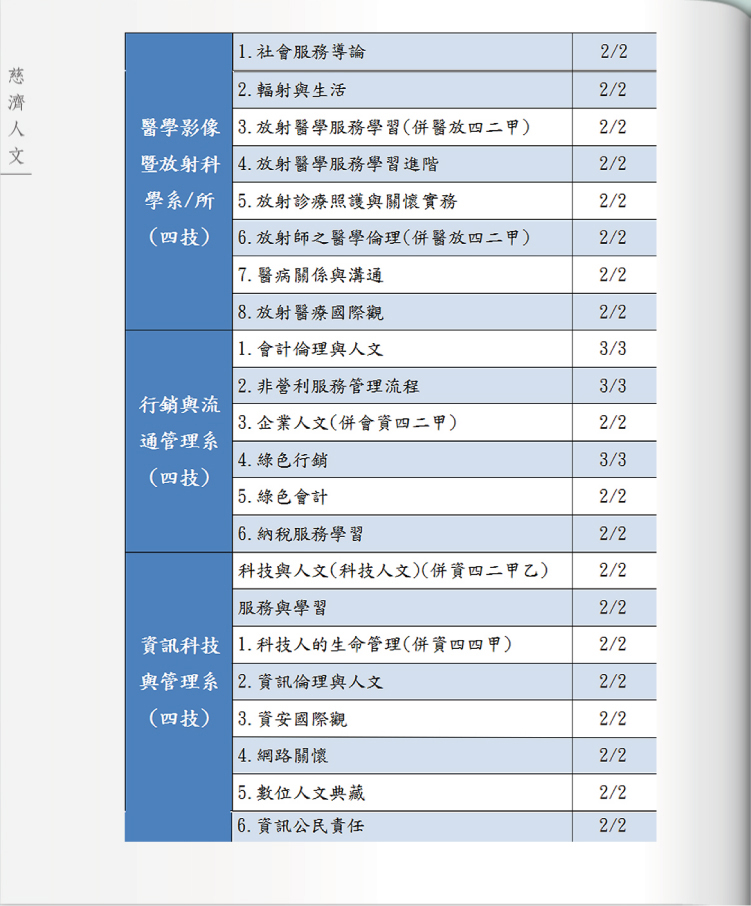 慈濟人文
醫學影像
暨放射科
學系/所
(四技)
1.社會服務導論 2/2
2.輻射與生活 2/2
3.放射醫學服務學習(併醫放四二甲) 2/2
4.放射醫學服務學習進階 2/2
5.放射診療照護與關懷實務 2/2
6.放射師之醫學倫理(併醫放四二甲) 2/2
7.醫病關係與溝通 2/2
8.放射醫療國際觀 2/2
行銷與流
通管理系
(四技)
1.會計倫理與人文 3/3
2.非營利服務管理流程 3/3
3.企業人文(併會資四二甲) 2/2
4.綠色行銷 3/3
5.綠色會計 2/2
6.納稅服務學習 2/2
資訊科技
與管理系
(四技)
科技與人文(科技人文)(併資四二甲乙) 2/2
服務與學習 2/2
1.科技人的生命管理(併資四四甲) 2/2
2.資訊倫理與人文 2/2
3.資安國際觀 2/2
4.網路關懷 2/2
5.數位人文典藏 2/2
6.資訊公民責任 2/2